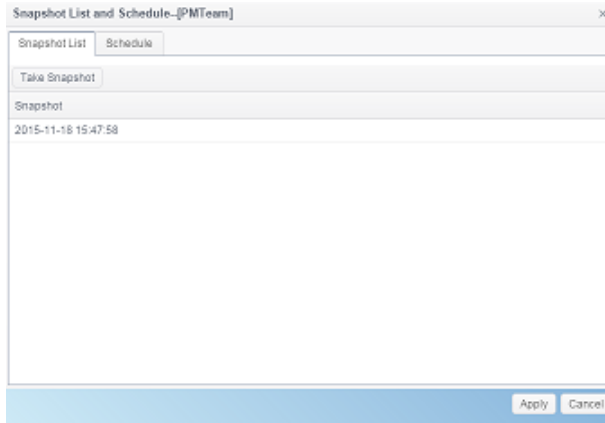 Snapshot List and Schedule--[PMTeam]
Snapshot List Schedule
Take Snapshot
Snapshot
2015-11-18 15:47:58
Apply Cancel